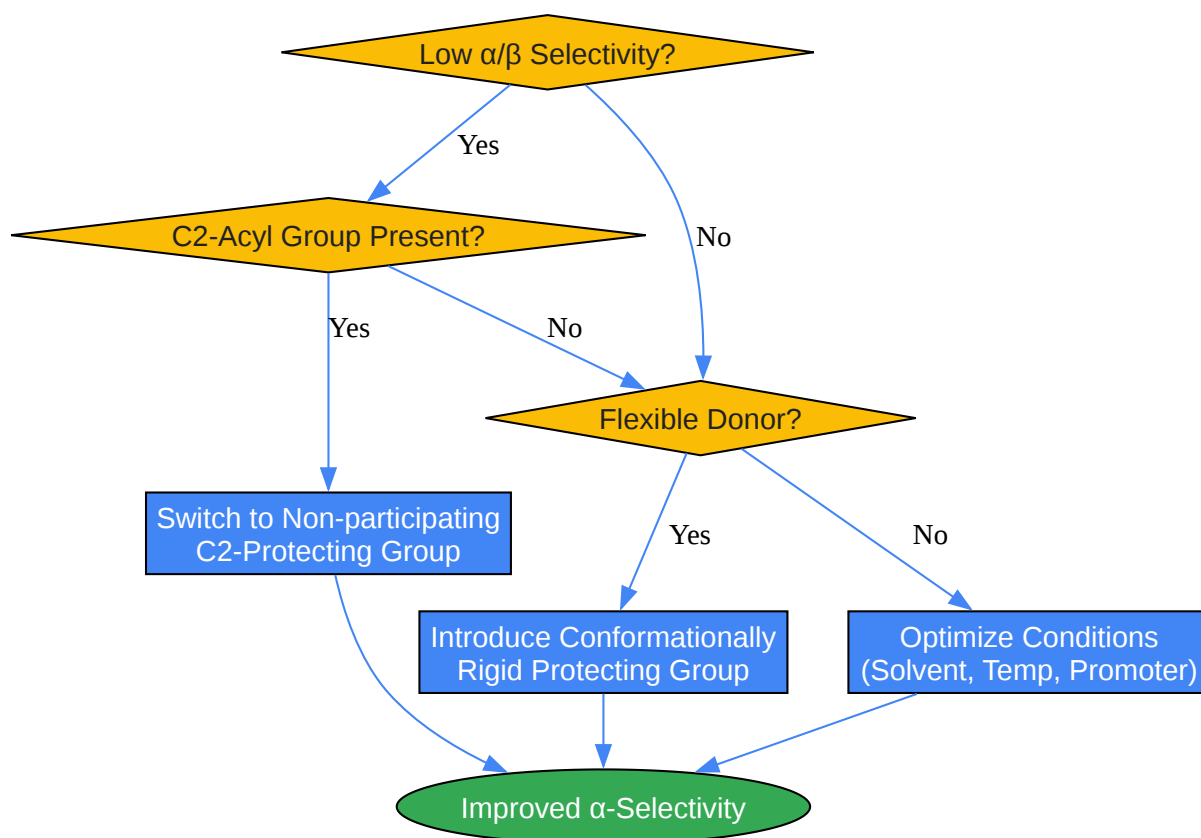 Low α/β Selectivity?
Yes
C2-Acyl Group Present?
No
Yes
No
Flexible Donor?
Switch to Non-participating
C2-Protecting Group
Yes
No
Introduce Conformationally
Rigid Protecting Group
Optimize Conditions
(Solvent, Temp, Promoter)
Improved α-Selectivity